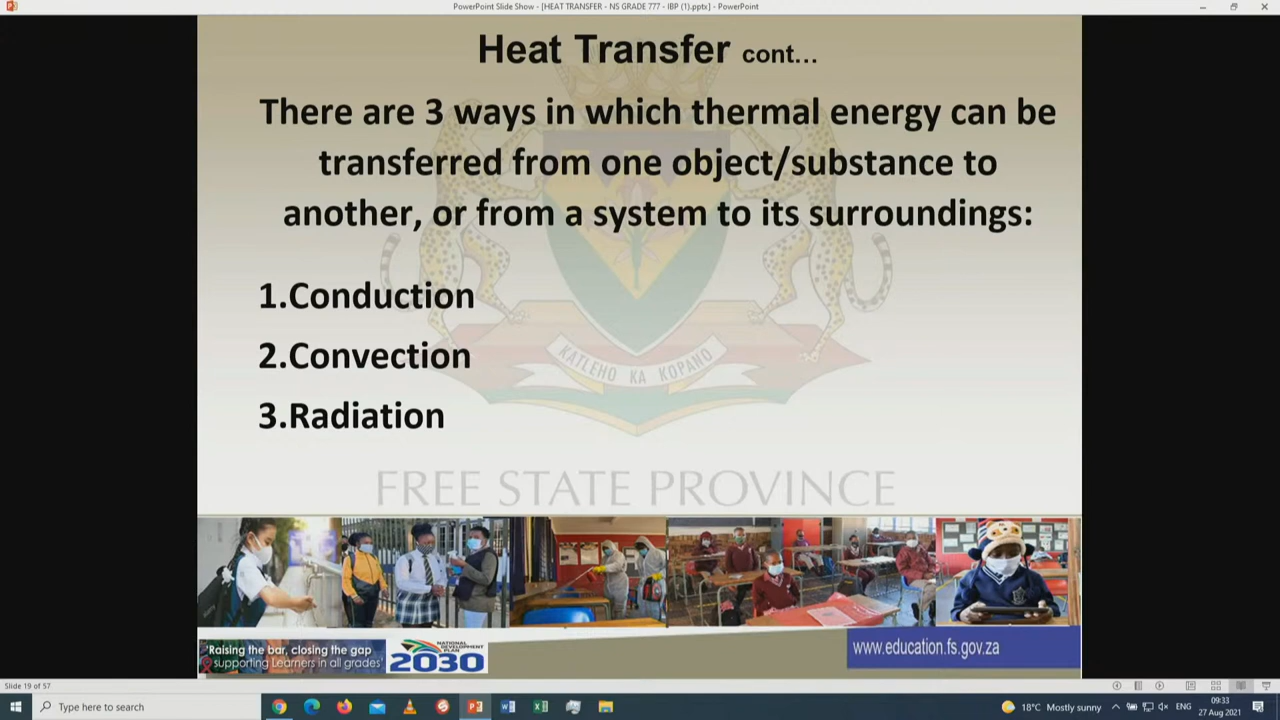 PowerPoint Slide Show - [HEAT TRANSFER - NS GRADE 777 - IBP (1).pptx] - PowerPoint
Heat Transfer cont...
There are 3 ways in which thermal energy can be
transferred from one object/substance to
another, or from a system to its surroundings:
1.Conduction
2.Convection
3.Radiation
KATLEHO KA KOPANO
FREE STATE PROVINCE
'Raising the bar, closing the gap
supporting Learners in all grades'
NATIONAL
DEVELOPMENT
PLAN
2030
www.education.fs.gov.za
Slide 19 of 57
Type here to search
18°C Mostly sunny
ENG
09:33
27 Aug 2021